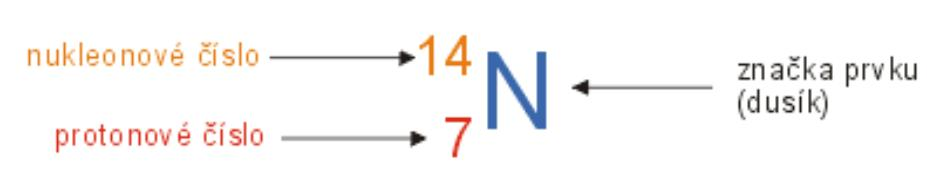 nukleonové číslo
14
N
protonové číslo
7
značka prvku
(dusík)